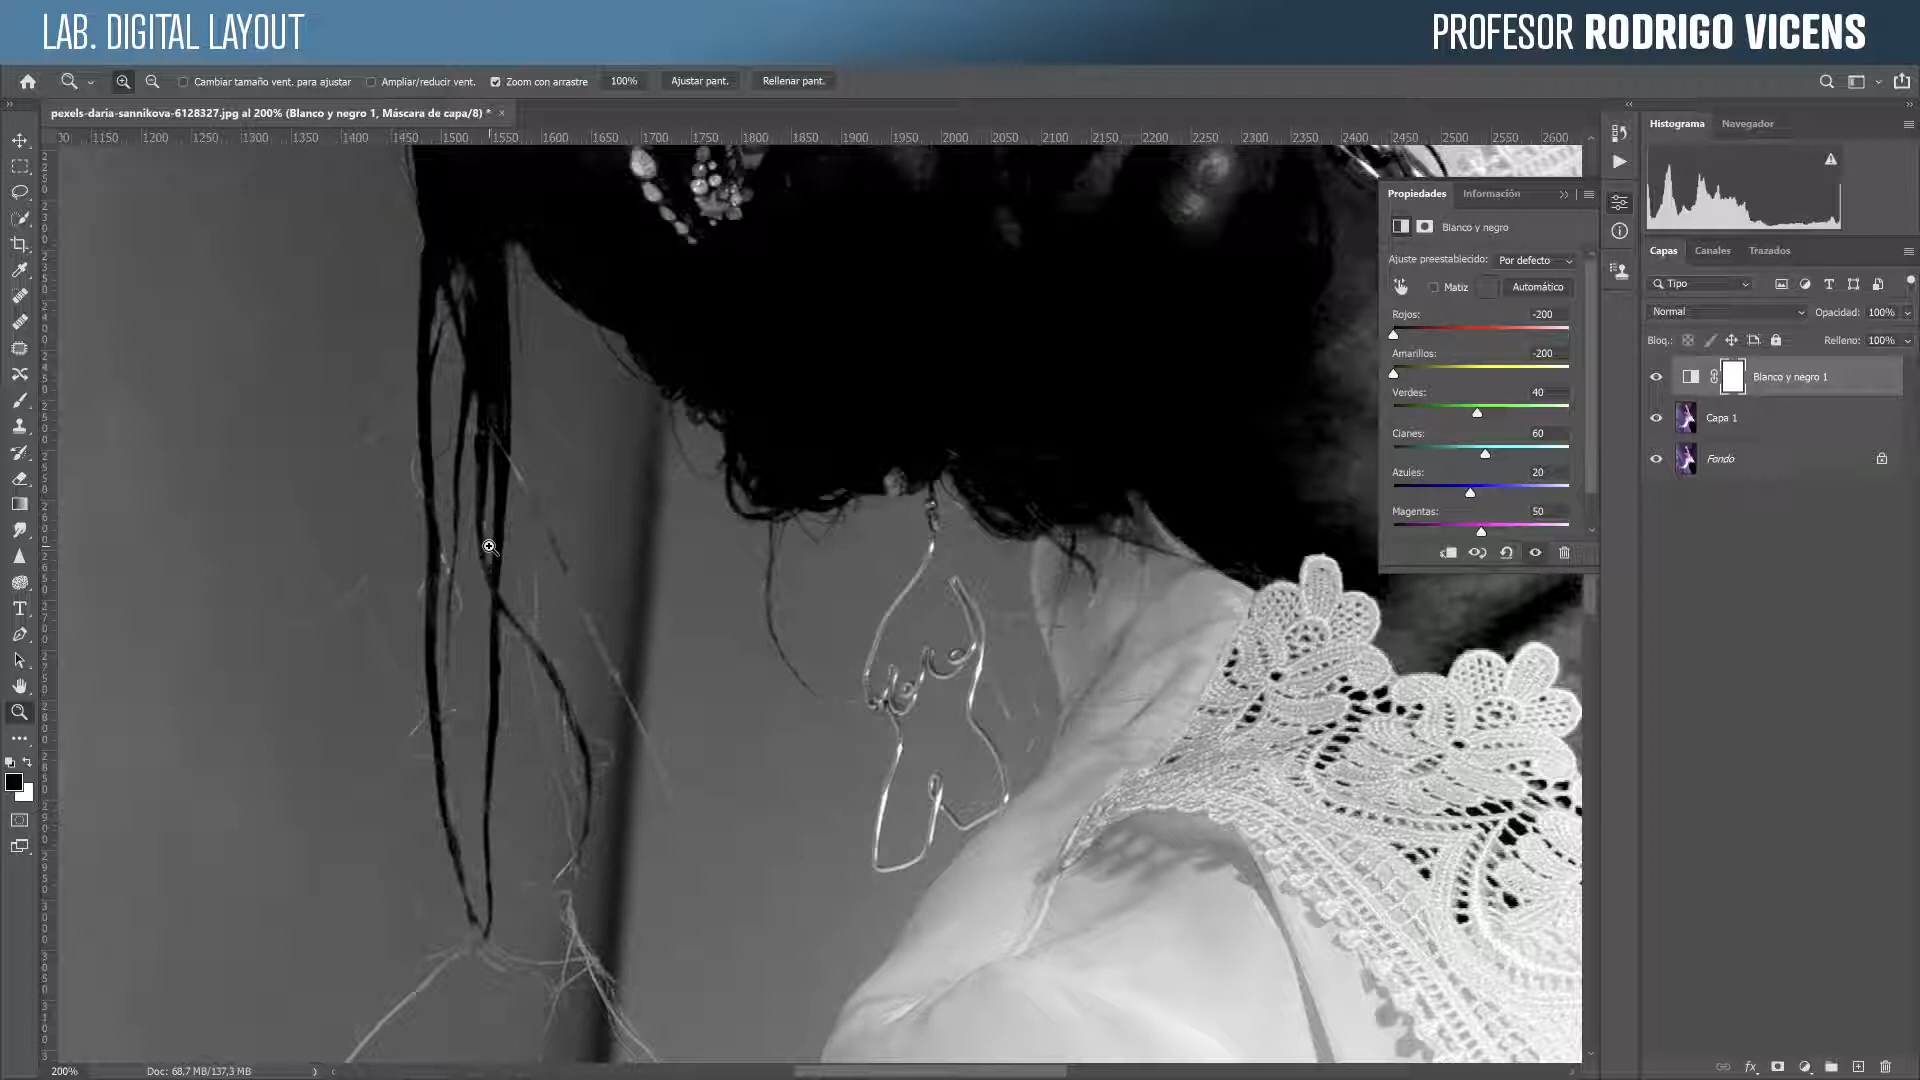 LAB. DIGITAL LAYOUT
PROFESOR RODRIGO VICENS
Cambiar tamaño vent. para ajustar
Ampliar/reducir vent.
Zoom con arrastre
100%
Ajustar pant.
Rellenar pant.
pexels-daria-sannikova-6128327.jpg al 200% (Blanco y negro 1, Máscara de capa/8) *
1150 1200 1250 1300 1350 1400 1450 1500 1550 1600 1650 1700 1750 1800 1850 1900 1950 2000 2050 2100 2150 2200 2250 2300 2350 2400 2450 2500 2550 2600
Propiedades
Información
Blanco y negro
Ajuste preestablecido: Por defecto
Matiz
Automático
Rojos: -200
Amarillos: -200
Verdes: 40
Cianes: 60
Azules: 20
Magentas: 50
Histograma
Navegador
Capas
Canales
Trazados
Tipo
Normal
Opacidad: 100%
Bloq.:
Relleno: 100%
Blanco y negro 1
Capa 1
Fondo
fx
200%
Doc: 68,7 MB/137,3 MB